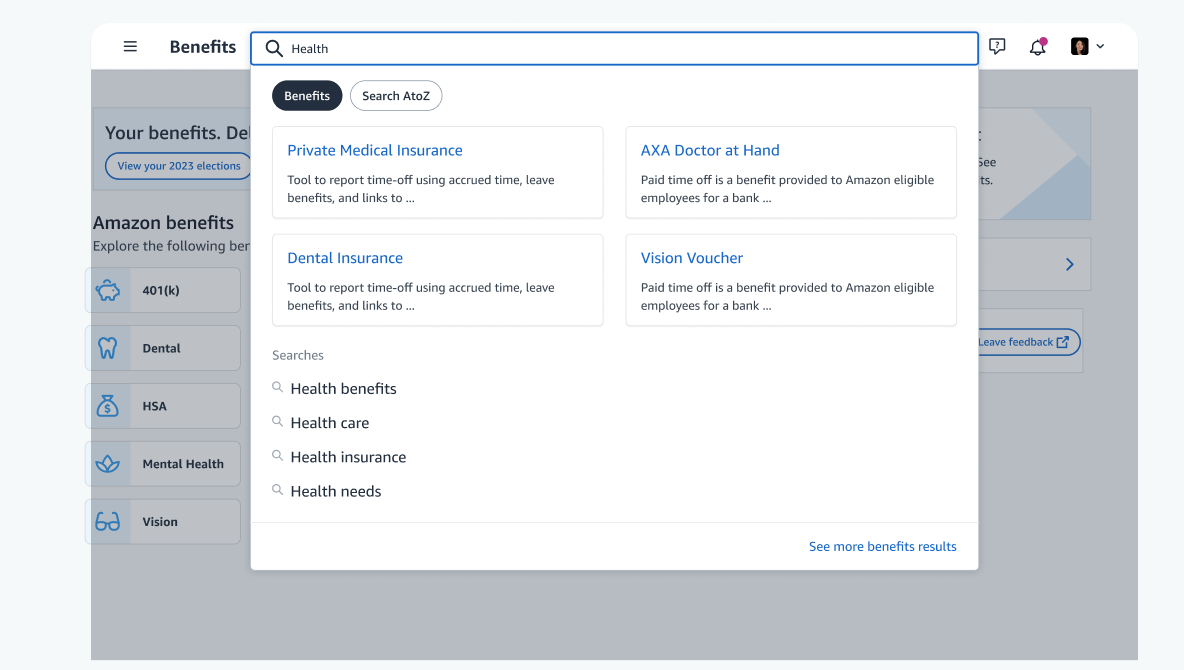 Benefits
Health
Benefits
Search AtoZ
Your benefits. De
View your 2023 elections
Amazon benefits
Explore the following ber
401(k)
Dental
HSA
Mental Health
Vision
Private Medical Insurance
Tool to report time-off using accrued time, leave
benefits, and links to ...
AXA Doctor at Hand
Paid time off is a benefit provided to Amazon eligible
employees for a bank ...
Dental Insurance
Tool to report time-off using accrued time, leave
benefits, and links to ...
Vision Voucher
Paid time off is a benefit provided to Amazon eligible
employees for a bank ...
Searches
Health benefits
Health care
Health insurance
Health needs
See more benefits results
See
ts.
Leave feedback